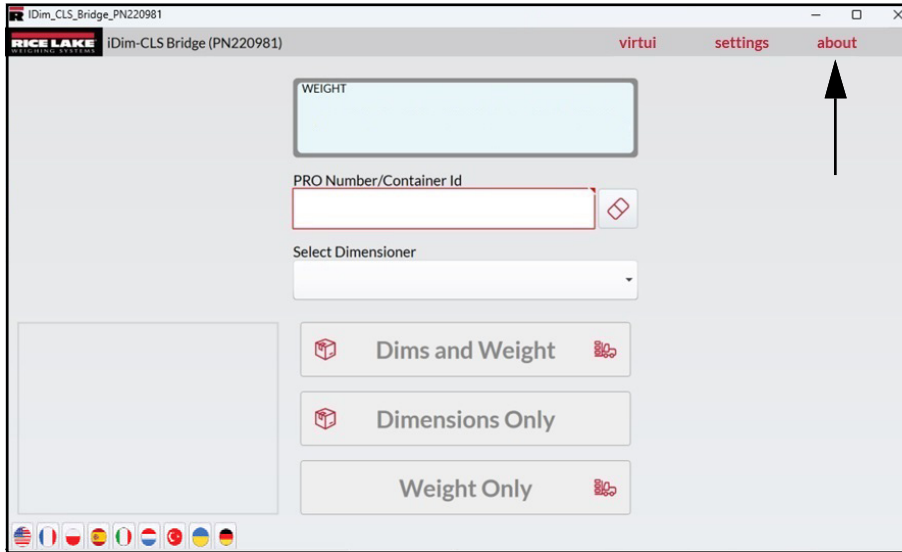 IDim_CLS_Bridge_PN220981
RICE LAKE
WEIGHING SYSTEMS
iDim-CLS Bridge (PN220981)
virtui
settings
about
WEIGHT
PRO Number/Container Id
Select Dimensioner
Dims and Weight
Dimensions Only
Weight Only